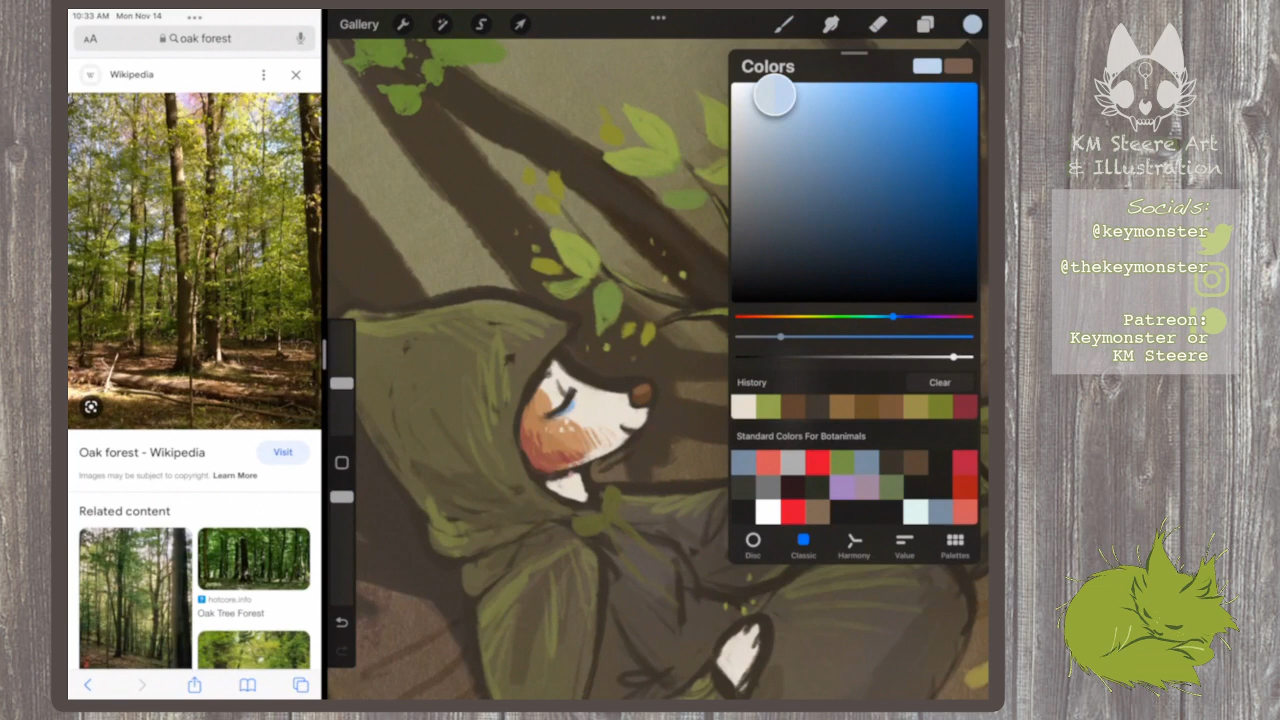 10:33 AM Mon Nov 14
AA
oak forest
W
Wikipedia
Oak forest - Wikipedia
Visit
Images may be subject to copyright. Learn More
Related content
hotcore.info
Oak Tree Forest
Gallery
S
Colors
History
Clear
Standard Colors For Botanimals
Disc
Classic
Harmony
Value
Palettes
KM Steere Art
& Illustration
Socials:
@keymonster
@thekeymonster
Patreon:
Keymonster or
KM Steere